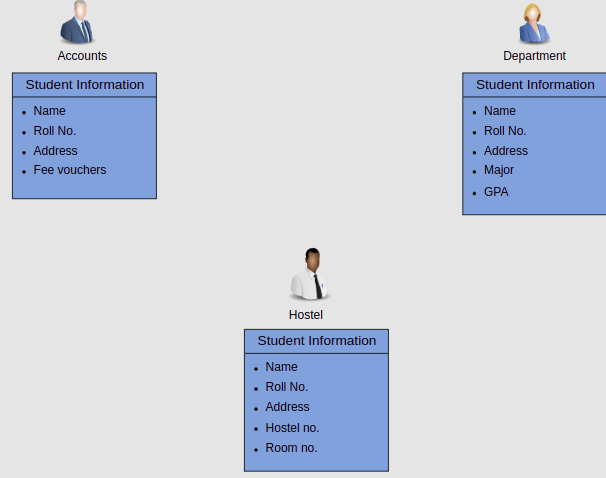 Accounts
Student Information
• Name
• Roll No.
• Address
• Fee vouchers
Department
Student Information
• Name
• Roll No.
• Address
• Major
• GPA
Hostel
Student Information
• Name
• Roll No.
• Address
• Hostel no.
• Room no.